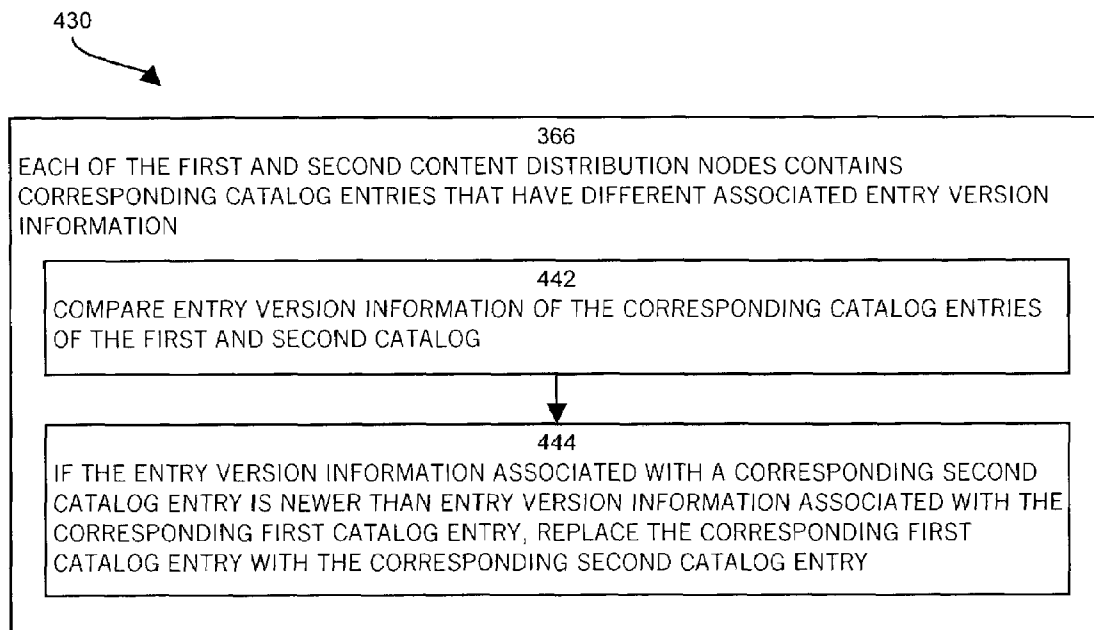 430
366
EACH OF THE FIRST AND SECOND CONTENT DISTRIBUTION NODES CONTAINS
CORRESPONDING CATALOG ENTRIES THAT HAVE DIFFERENT ASSOCIATED ENTRY VERSION
INFORMATION
442
COMPARE ENTRY VERSION INFORMATION OF THE CORRESPONDING CATALOG ENTRIES
OF THE FIRST AND SECOND CATALOG
444
IF THE ENTRY VERSION INFORMATION ASSOCIATED WITH A CORRESPONDING SECOND
CATALOG ENTRY IS NEWER THAN ENTRY VERSION INFORMATION ASSOCIATED WITH THE
CORRESPONDING FIRST CATALOG ENTRY, REPLACE THE CORRESPONDING FIRST
CATALOG ENTRY WITH THE CORRESPONDING SECOND CATALOG ENTRY